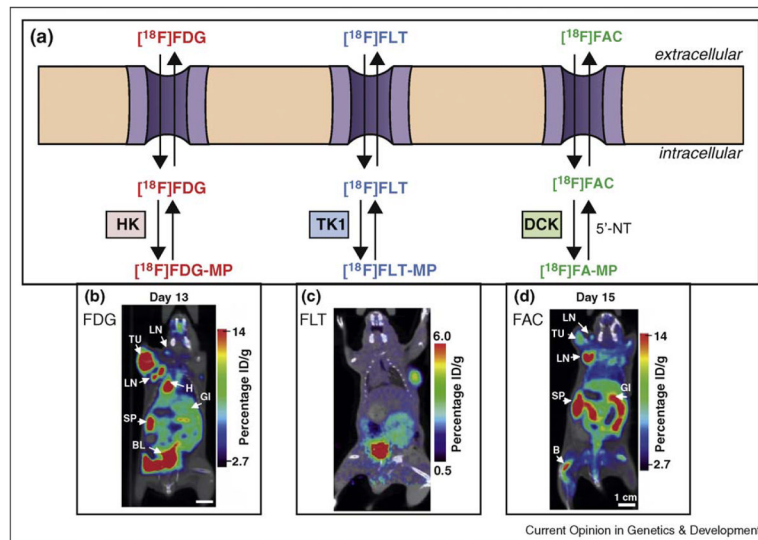 (a)
[¹⁸F]FDG [¹⁸F]FLT [¹⁸F]FAC
extracellular
intracellular
[¹⁸F]FDG [¹⁸F]FLT [¹⁸F]FAC
HK TK1 DCK 5'-NT
[¹⁸F]FDG-MP [¹⁸F]FLT-MP [¹⁸F]FA-MP
(b) Day 13
FDG
LN
TU
LN
H
GI
SP
BL
14
Percentage ID/g
2.7
(c)
FLT
6.0
Percentage ID/g
0.5
(d) Day 15
FAC
LN
TU
LN
GI
SP
B
14
Percentage ID/g
2.7
1 cm
Current Opinion in Genetics & Development